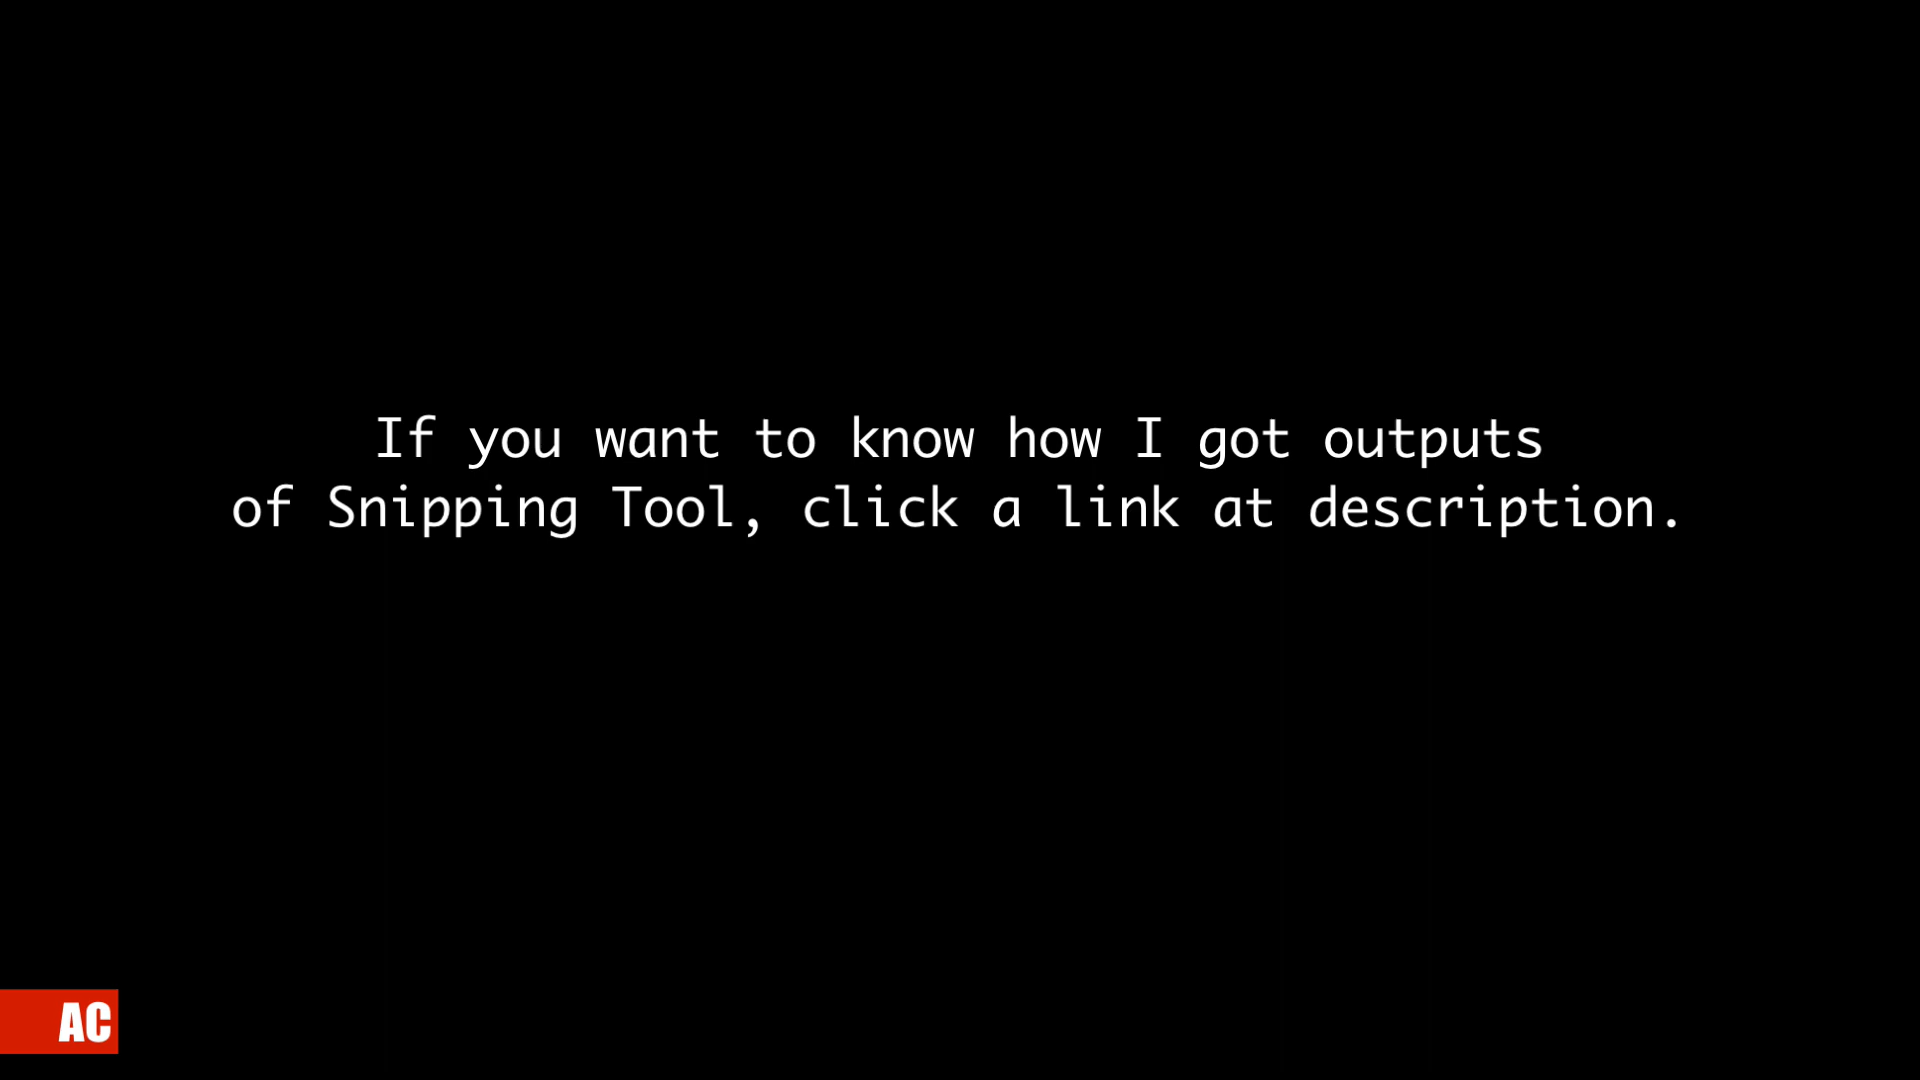 If you want to know how I got outputs
of Snipping Tool, click a link at description.
AC